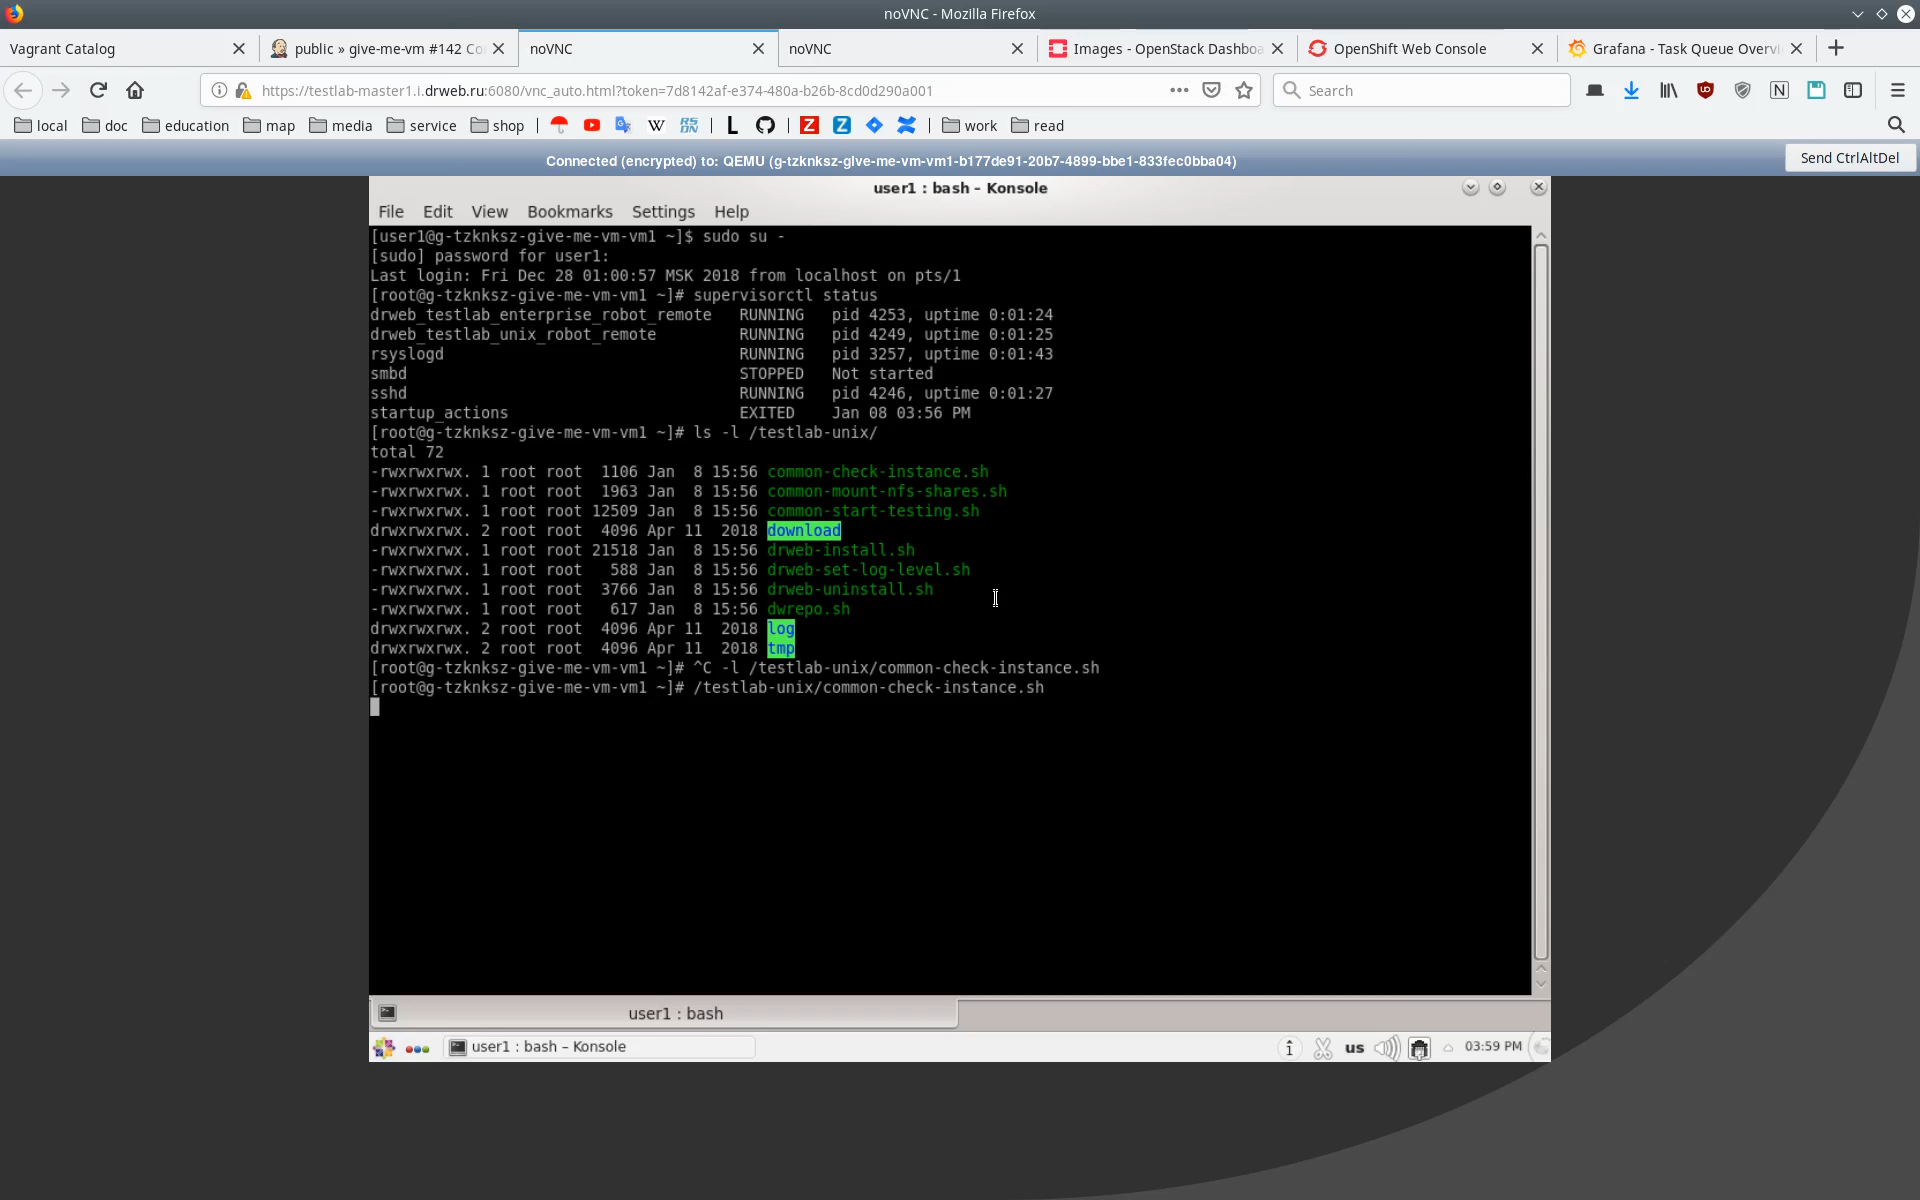 noVNC - Mozilla Firefox
Vagrant Catalog
public » give-me-vm #142 Co
noVNC
noVNC
Images - OpenStack Dashboa
OpenShift Web Console
Grafana - Task Queue Overvi
https://testlab-master1.i.drweb.ru:6080/vnc_auto.html?token=7d8142af-e374-480a-b26b-8cd0d290a001
Search
local doc education map media service shop work read
Connected (encrypted) to: QEMU (g-tzknksz-give-me-vm-vm1-b177de91-20b7-4899-bbe1-833fec0bba04)
Send CtrlAltDel
user1 : bash – Konsole
File Edit View Bookmarks Settings Help
[user1@g-tzknksz-give-me-vm-vm1 ~]$ sudo su -
[sudo] password for user1:
Last login: Fri Dec 28 01:00:57 MSK 2018 from localhost on pts/1
[root@g-tzknksz-give-me-vm-vm1 ~]# supervisorctl status
drweb_testlab_enterprise_robot_remote   RUNNING   pid 4253, uptime 0:01:24
drweb_testlab_unix_robot_remote         RUNNING   pid 4249, uptime 0:01:25
rsyslogd                                RUNNING   pid 3257, uptime 0:01:43
smbd                                    STOPPED   Not started
sshd                                    RUNNING   pid 4246, uptime 0:01:27
startup_actions                         EXITED    Jan 08 03:56 PM
[root@g-tzknksz-give-me-vm-vm1 ~]# ls -l /testlab-unix/
total 72
-rwxrwxrwx. 1 root root  1106 Jan  8 15:56 common-check-instance.sh
-rwxrwxrwx. 1 root root  1963 Jan  8 15:56 common-mount-nfs-shares.sh
-rwxrwxrwx. 1 root root 12509 Jan  8 15:56 common-start-testing.sh
drwxrwxrwx. 2 root root  4096 Apr 11  2018 download
-rwxrwxrwx. 1 root root 21518 Jan  8 15:56 drweb-install.sh
-rwxrwxrwx. 1 root root   588 Jan  8 15:56 drweb-set-log-level.sh
-rwxrwxrwx. 1 root root  3766 Jan  8 15:56 drweb-uninstall.sh
-rwxrwxrwx. 1 root root   617 Jan  8 15:56 dwrepo.sh
drwxrwxrwx. 2 root root  4096 Apr 11  2018 log
drwxrwxrwx. 2 root root  4096 Apr 11  2018 tmp
[root@g-tzknksz-give-me-vm-vm1 ~]# ^C -l /testlab-unix/common-check-instance.sh
[root@g-tzknksz-give-me-vm-vm1 ~]# /testlab-unix/common-check-instance.sh
user1 : bash
user1 : bash – Konsole
us
03:59 PM